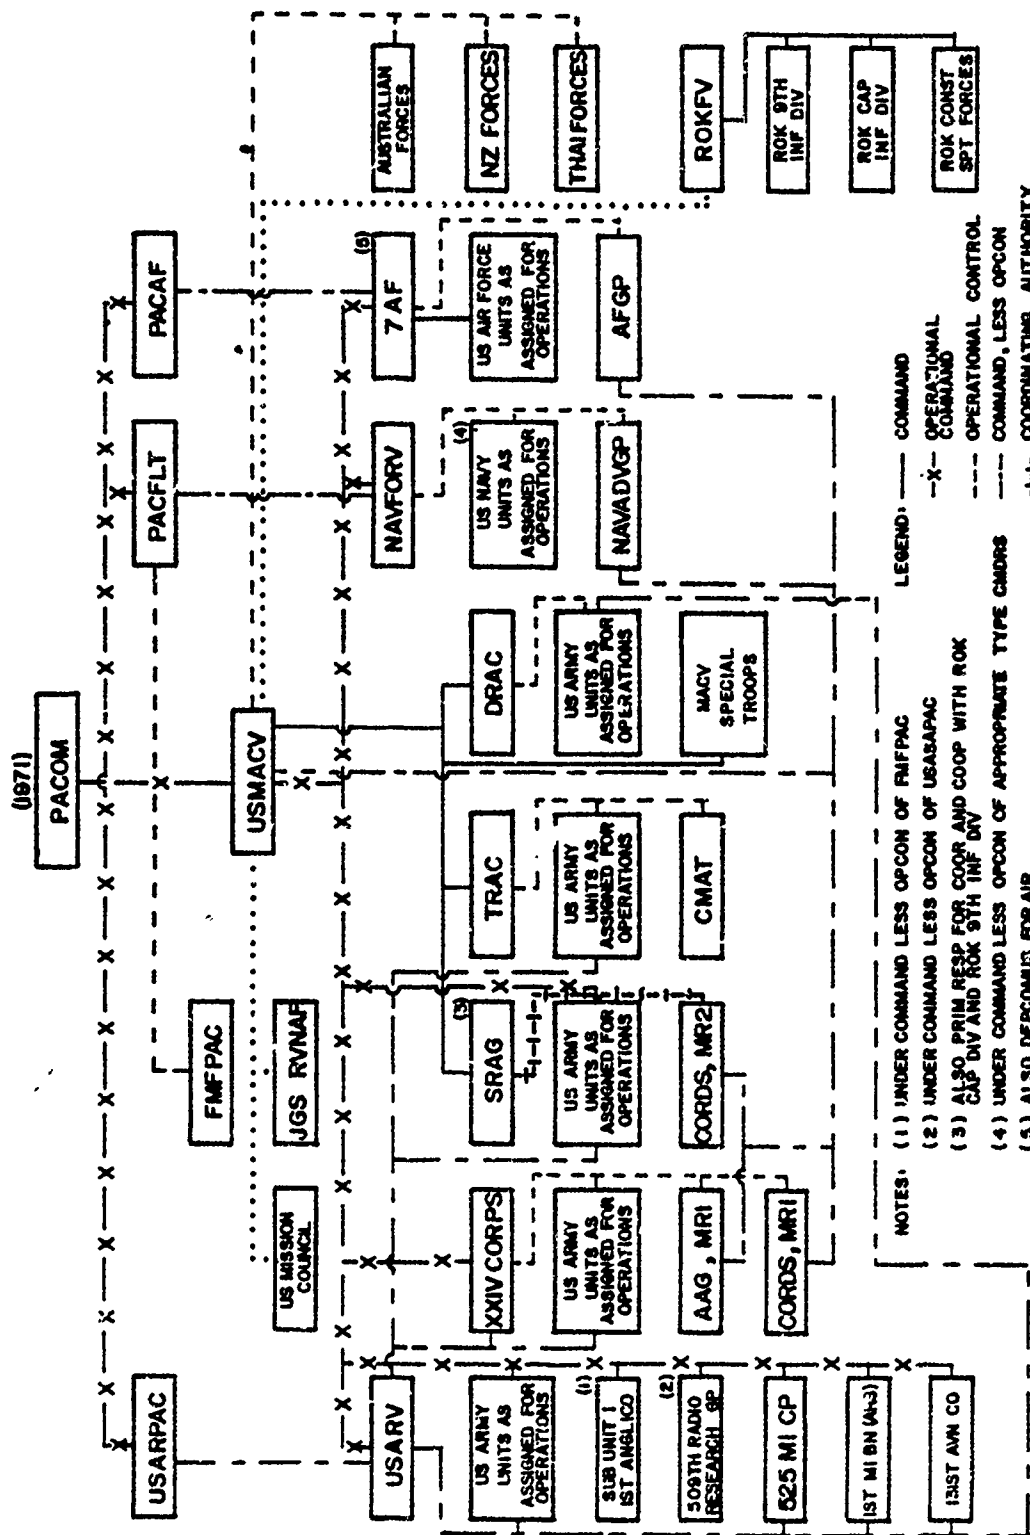 (1971)
PACOM
USARPAC
FMFPAC
PACFLT
PACAF
US MISSION
COUNCIL
JGS RVNAF
USMACV
USARV
XXIV CORPS
SRAG
(3)
TRAC
DRAC
NAVFORV
7 AF
(5)
AUSTRALIAN
FORCES
NZ FORCES
THAI FORCES
ROKFV
ROK 9TH
INF DIV
ROK CAP
INF DIV
ROK CONST
SPT FORCES
US ARMY
UNITS AS
ASSIGNED FOR
OPERATIONS
US ARMY
UNITS AS
ASSIGNED FOR
OPERATIONS
US ARMY
UNITS AS
ASSIGNED FOR
OPERATIONS
US ARMY
UNITS AS
ASSIGNED FOR
OPERATIONS
US ARMY
UNITS AS
ASSIGNED FOR
OPERATIONS
(4)
US NAVY
UNITS AS
ASSIGNED FOR
OPERATIONS
US AIR FORCE
UNITS AS
ASSIGNED FOR
OPERATIONS
(1)
SUB UNIT 1
1ST ANGLICO
(2)
509TH RADIO
RESEARCH GP
525 MI GP
1ST MI BN (ARS)
131ST AVN CO
AAG, MR1
CORDS, MR1
CORDS, MR2
CMAT
MACV
SPECIAL
TROOPS
NAVADVGP
AFGP
NOTES: (1) UNDER COMMAND LESS OPCON OF FMFPAC
(2) UNDER COMMAND LESS OPCON OF USASAPAC
(3) ALSO PRIM RESP FOR COOR AND COOP WITH ROK
CAP DIV AND ROK 9TH INF DIV
(4) UNDER COMMAND LESS OPCON OF APPROPRIATE TYPE CMDRS
(5) ALSO DEPCOMUS FOR AIR
LEGEND: —— COMMAND
—X— OPERATIONAL
COMMAND
--- OPERATIONAL CONTROL
—-— COMMAND, LESS OPCON
COORDINATING AUTHORITY